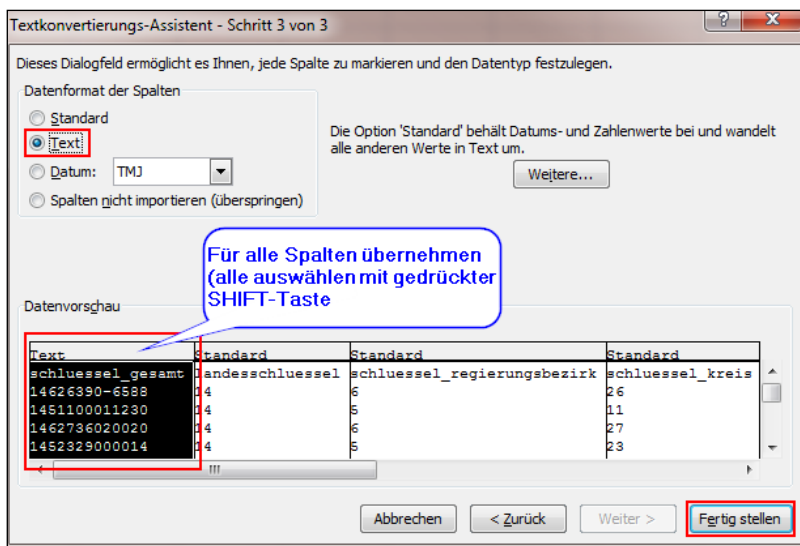 Textkonvertierungs-Assistent - Schritt 3 von 3
Dieses Dialogfeld ermöglicht es Ihnen, jede Spalte zu markieren und den Datentyp festzulegen.
Datenformat der Spalten
Standard
Text
Datum: TMJ
Spalten nicht importieren (überspringen)
Die Option 'Standard' behält Datums- und Zahlenwerte bei und wandelt
alle anderen Werte in Text um.
Weitere...
Für alle Spalten übernehmen
(alle auswählen mit gedrückter
SHIFT-Taste
Datenvorschau
Text Standard Standard Standard
schluessel_gesamt landesschluessel schluessel_regierungsbezirk schluessel_kreis
14626390-6588 14 6 26
1451100011230 14 5 11
1462736020020 14 6 27
1452329000014 14 5 23
Abbrechen < Zurück Weiter > Fertig stellen